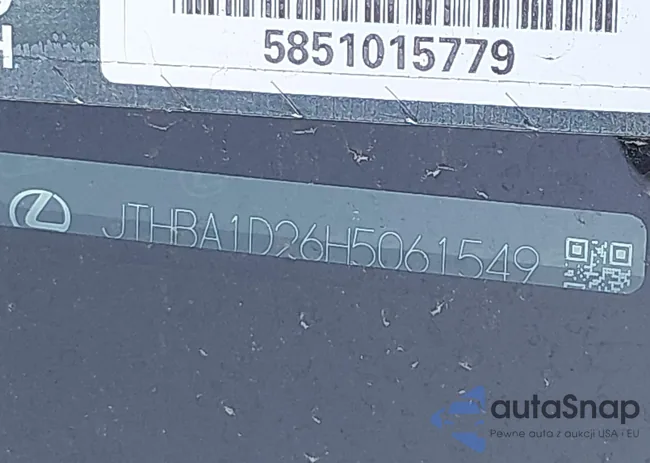 H
5851015779
JTHBA1D26H5061549
autaSnap
Pewne auta z aukcji USA i EU